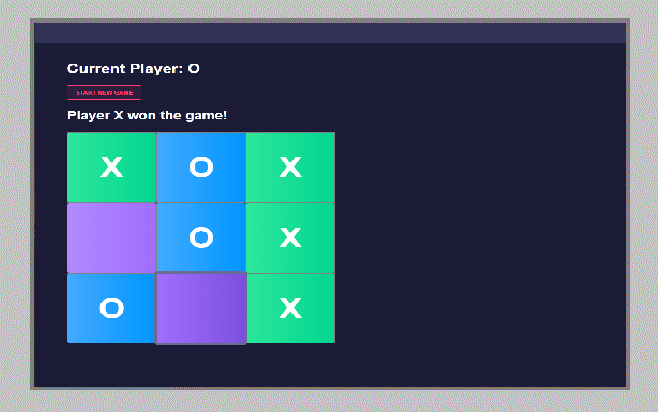 Current Player: O
START NEW GAME
Player X won the game!
X O X
O X
O X